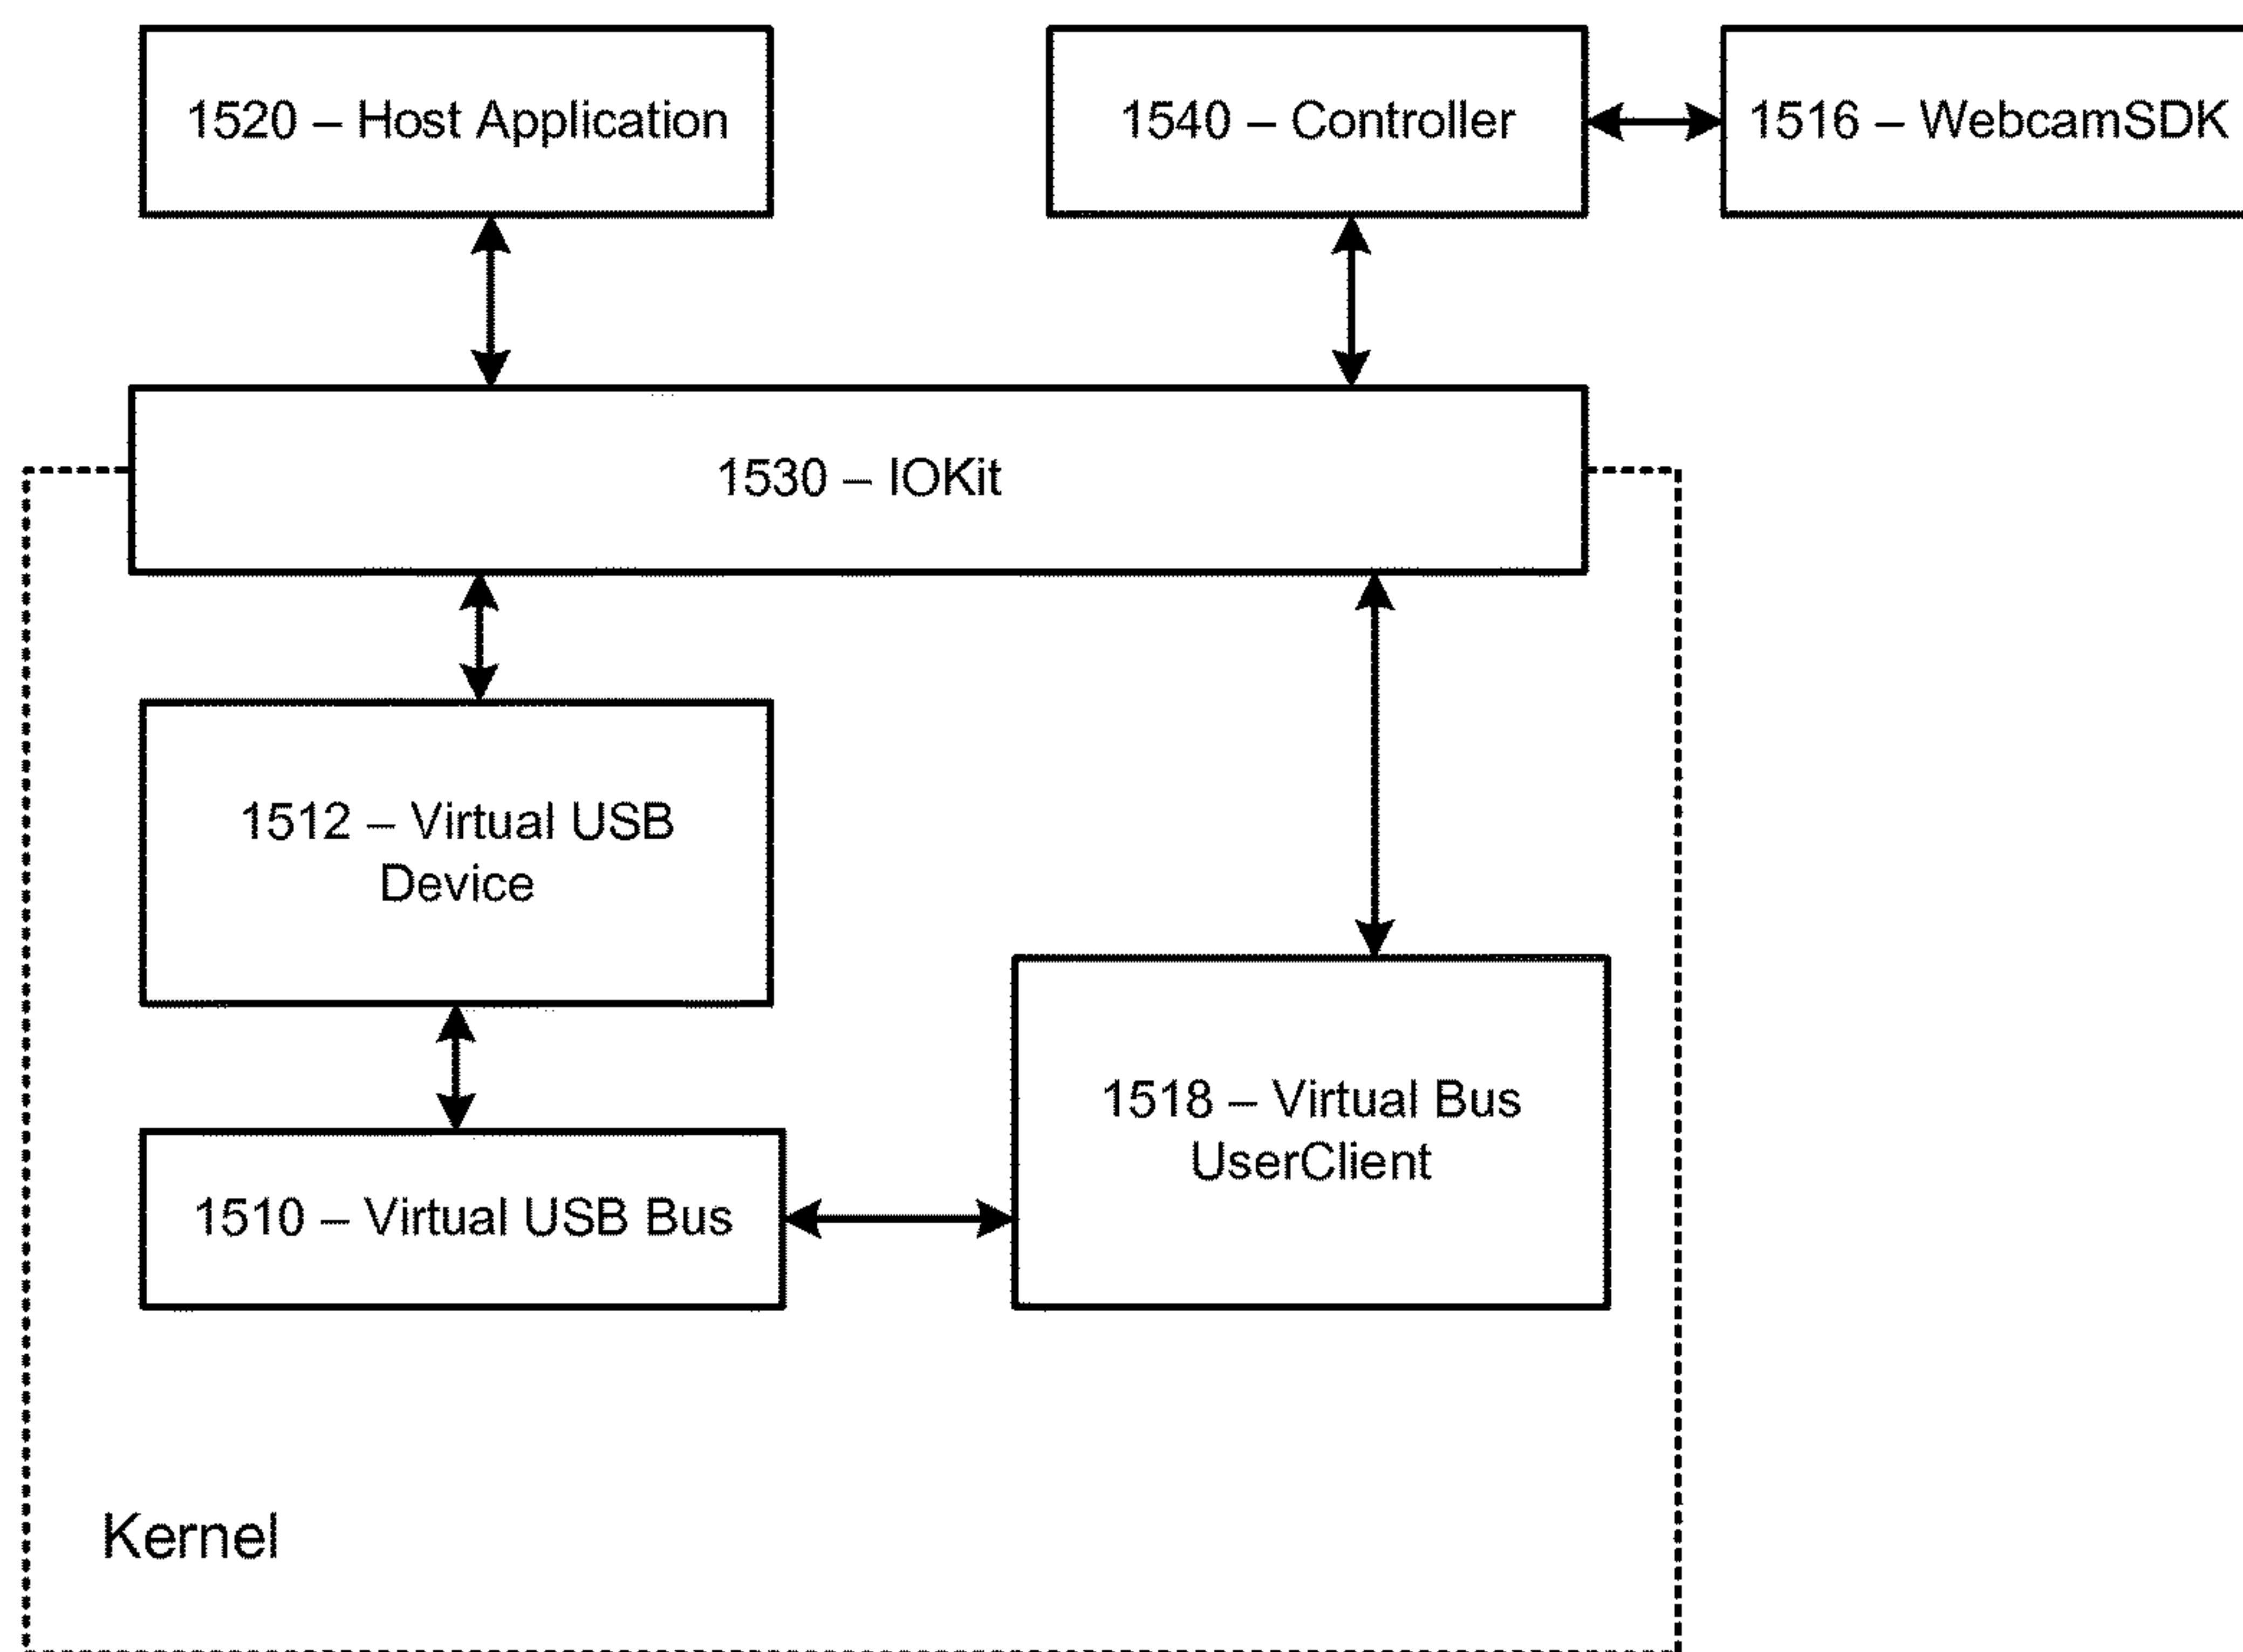 1520 – Host Application
1540 – Controller
1516 – WebcamSDK
1530 – IOKit
1512 – Virtual USB
Device
1518 – Virtual Bus
UserClient
1510 – Virtual USB Bus
Kernel